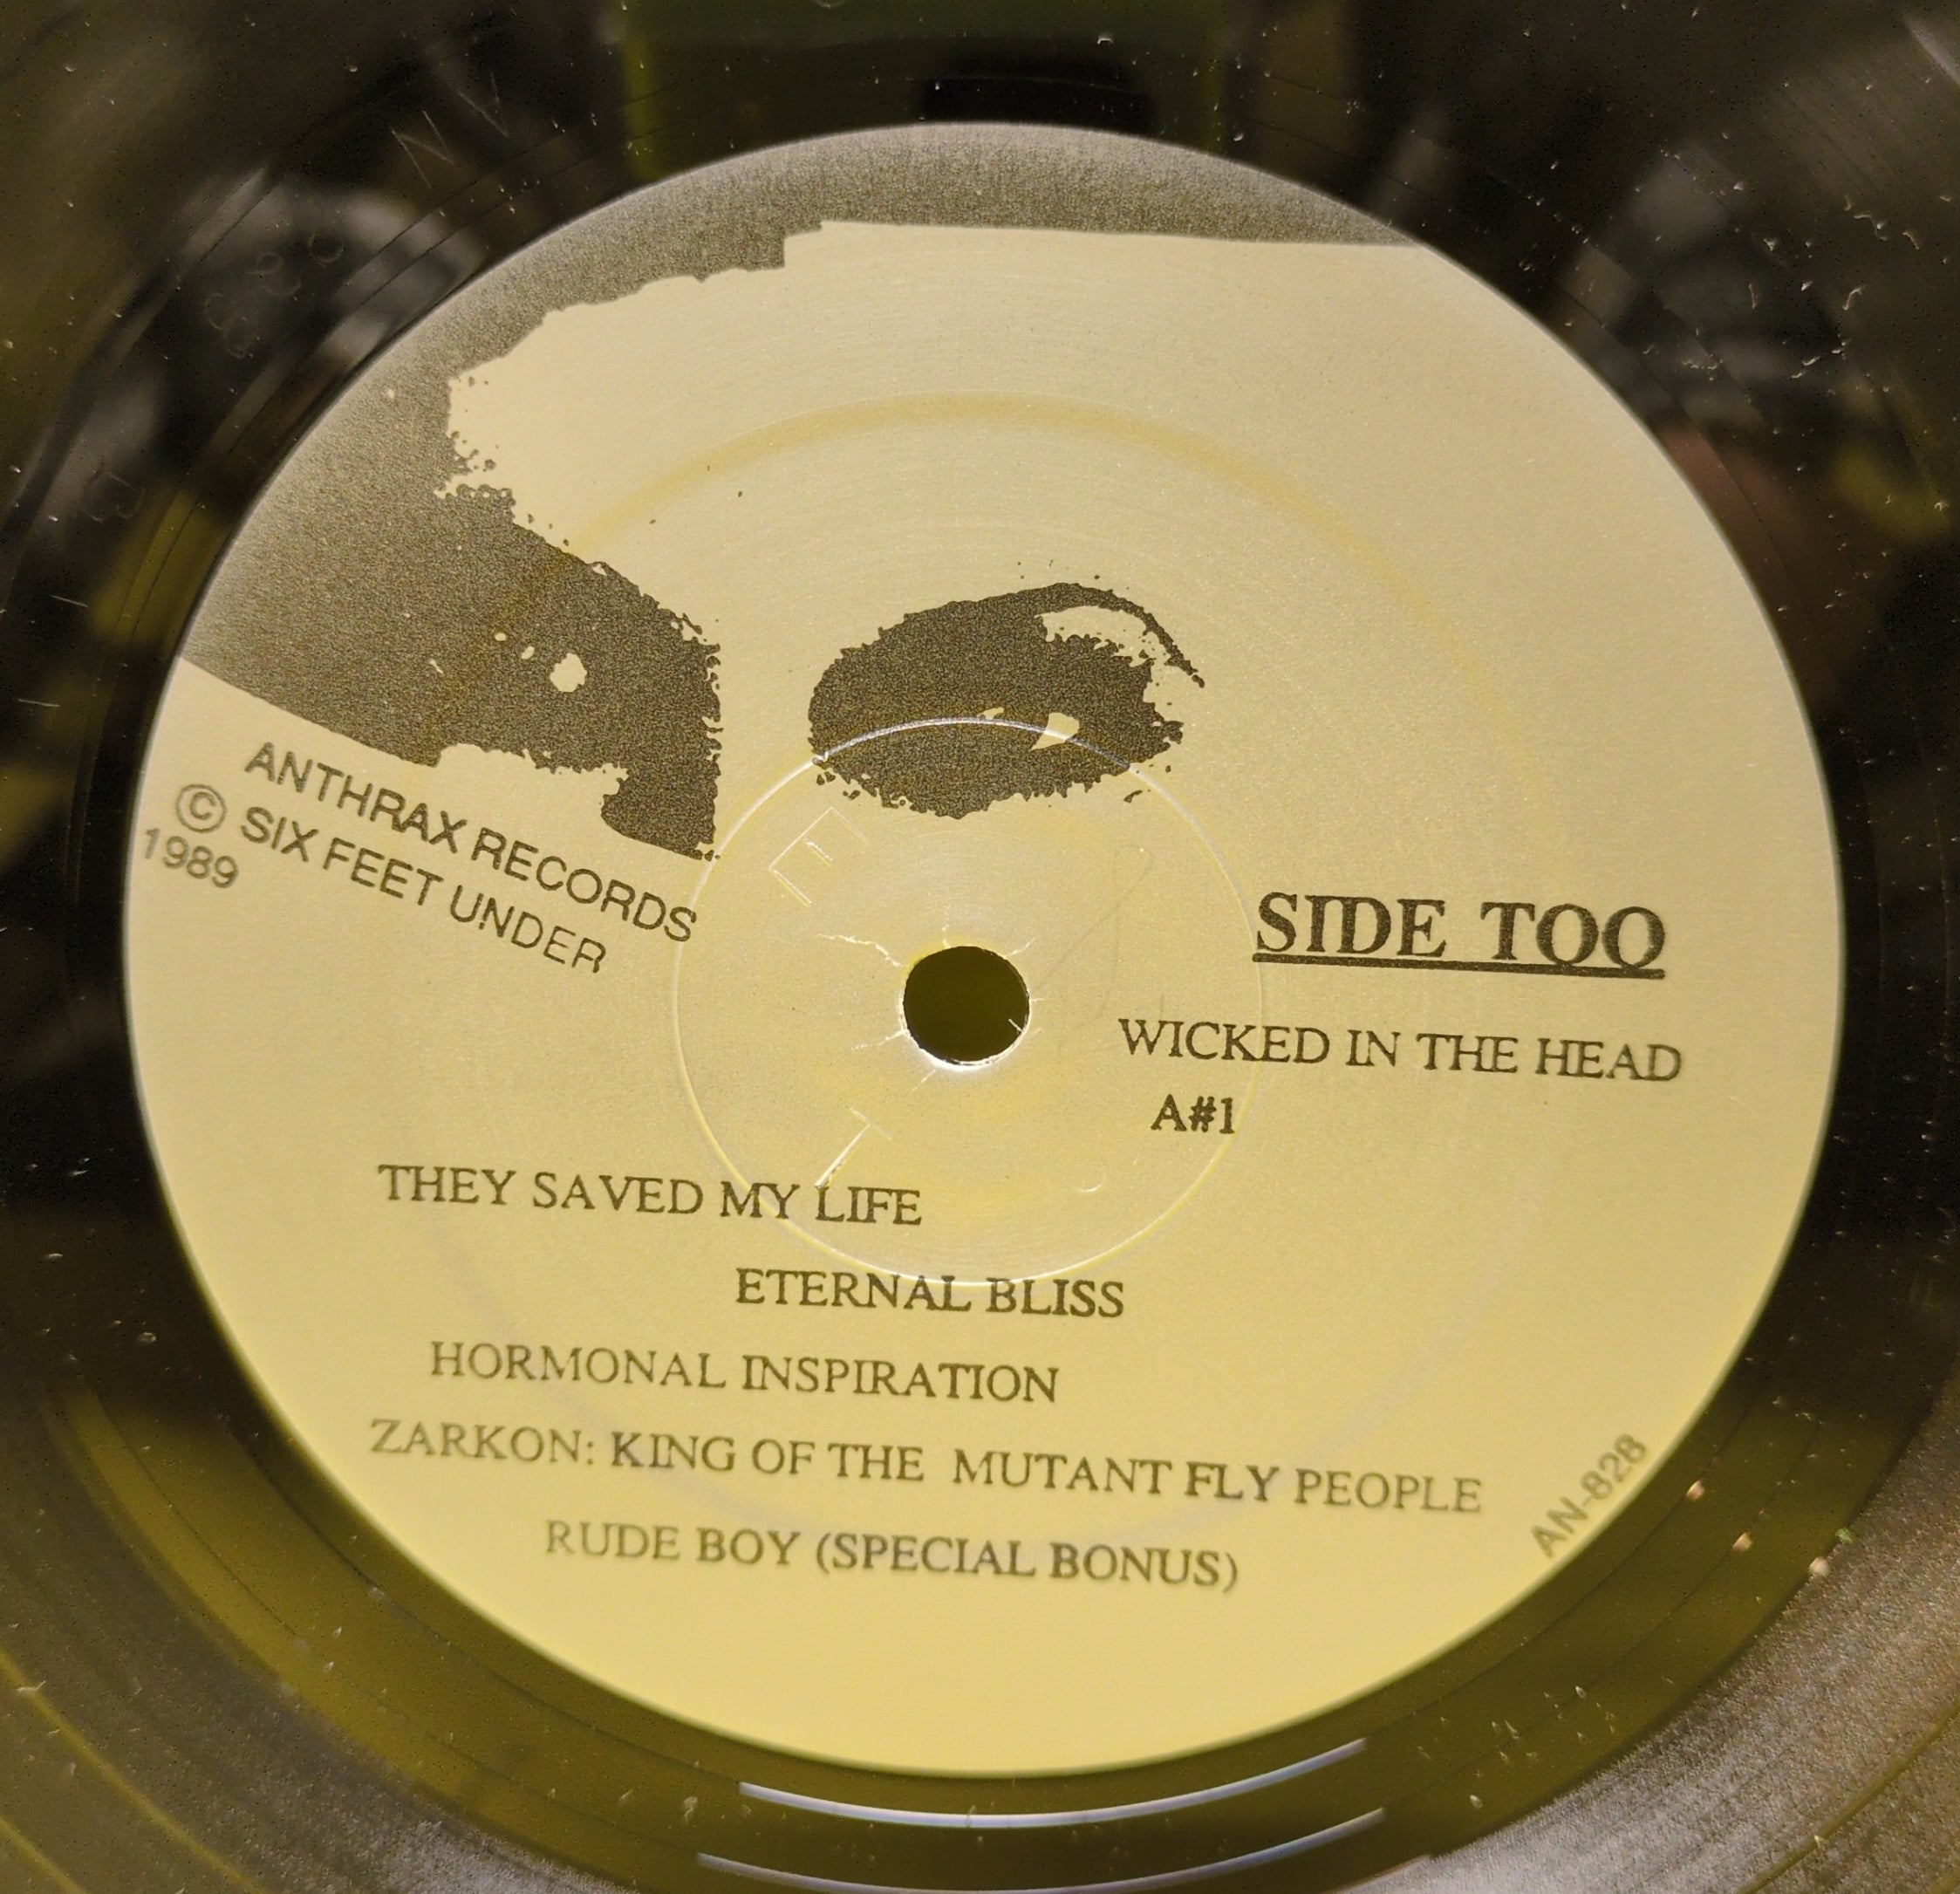 ANTHRAX RECORDS
© SIX FEET UNDER
1989
SIDE TOO
WICKED IN THE HEAD
A#1
THEY SAVED MY LIFE
ETERNAL BLISS
HORMONAL INSPIRATION
ZARKON: KING OF THE MUTANT FLY PEOPLE
RUDE BOY (SPECIAL BONUS)
AN-828